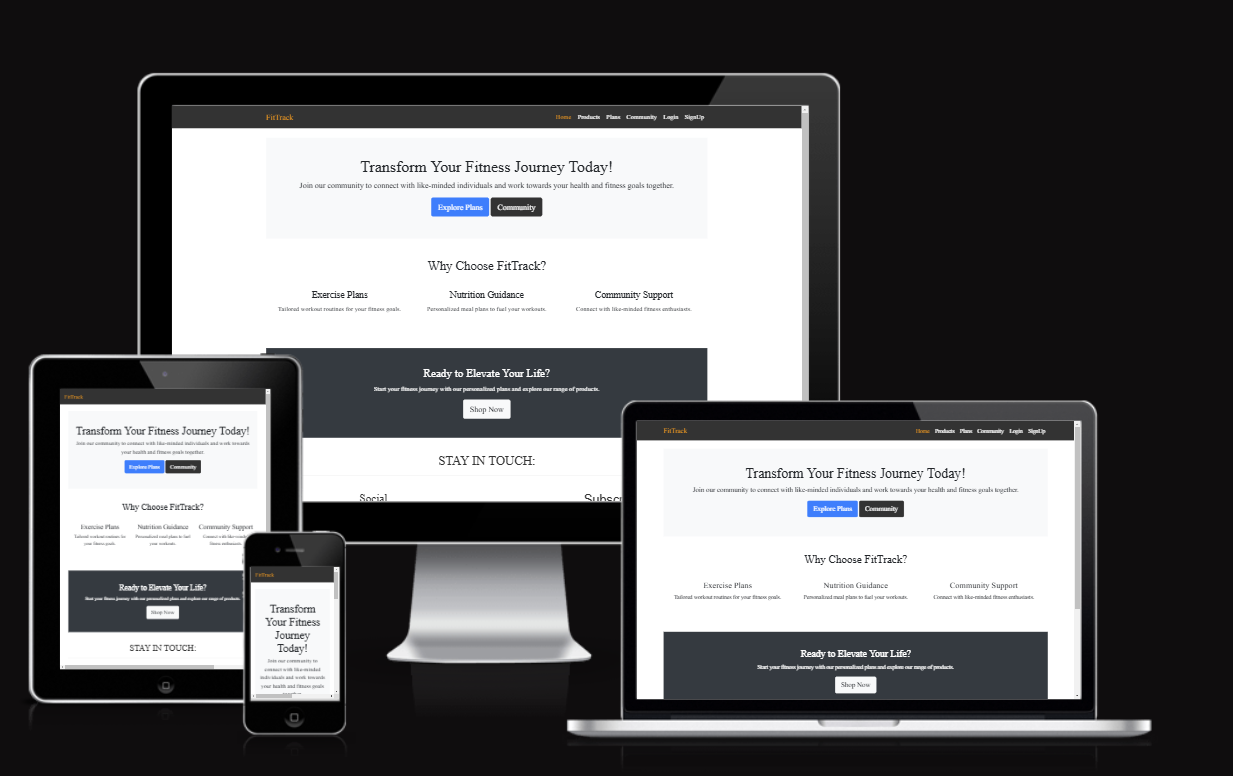 FitTrack
Home Products Plans Community Login SignUp
Transform Your Fitness Journey Today!
Join our community to connect with like-minded individuals and work towards your health and fitness goals together.
Explore Plans Community
Why Choose FitTrack?
Exercise Plans Nutrition Guidance Community Support
Tailored workout routines for your fitness goals. Personalized meal plans to fuel your workouts. Connect with like-minded fitness enthusiasts.
Ready to Elevate Your Life?
Start your fitness journey with our personalized plans and explore our range of products.
Shop Now
STAY IN TOUCH:
Social Subsc
FitTrack
Transform Your Fitness Journey Today!
Join our community to connect with like-minded individuals and work towards
your health and fitness goals together.
Explore Plans Community
Why Choose FitTrack?
Exercise Plans Nutrition Guidance Community Support
Tailored workout routines for Personalized meal plans to fuel Connect with like-minded
your fitness goals. your workouts. fitness enthusiasts.
Ready to Elevate Your Life?
Start your fitness journey with our personalized plans and explore our range of products.
Shop Now
STAY IN TOUCH:
FitTrack
Transform
Your Fitness
Journey
Today!
Join our community to
connect with like-minded
individuals and work towards
your health and fitness goals
together.
FitTrack
Home Products Plans Community Login SignUp
Transform Your Fitness Journey Today!
Join our community to connect with like-minded individuals and work towards your health and fitness goals together.
Explore Plans Community
Why Choose FitTrack?
Exercise Plans Nutrition Guidance Community Support
Tailored workout routines for your fitness goals. Personalized meal plans to fuel your workouts. Connect with like-minded fitness enthusiasts.
Ready to Elevate Your Life?
Start your fitness journey with our personalized plans and explore our range of products.
Shop Now